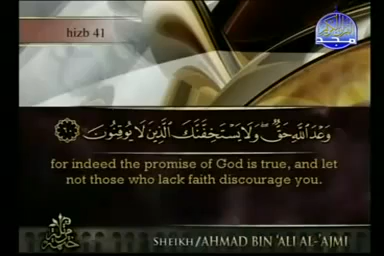 hizb 41
وَعْدَ اللَّهِ حَقٌّ ۖ وَلَا يَسْتَخِفَّنَّكَ الَّذِينَ لَا يُوقِنُونَ ۝٦٠
for indeed the promise of God is true, and let
not those who lack faith discourage you.
SHEIKH/AHMAD BIN 'ALI AL-'AJMI